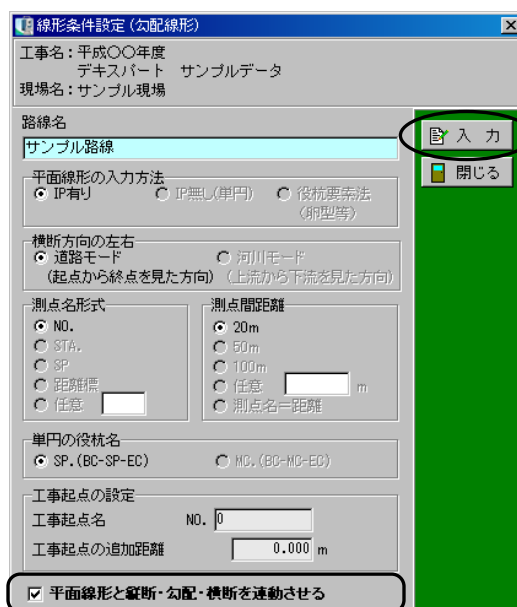 線形条件設定（勾配線形）
工事名：平成〇〇年度
デキスパート サンプルデータ
現場名：サンプル現場
路線名
サンプル路線
入 力
閉じる
平面線形の入力方法
IP有り IP無し(単円) 役杭要素法
(卵型等)
横断方向の左右
道路モード 河川モード
(起点から終点を見た方向) (上流から下流を見た方向)
測点名形式
NO.
STA.
SP
距離標
任意
測点間距離
20m
50m
100m
任意 m
測点名＝距離
単円の役杭名
SP.(BC-SP-EC) MC.(BC-MC-EC)
工事起点の設定
工事起点名 NO. 0
工事起点の追加距離 0.000 m
平面線形と縦断・勾配・横断を連動させる